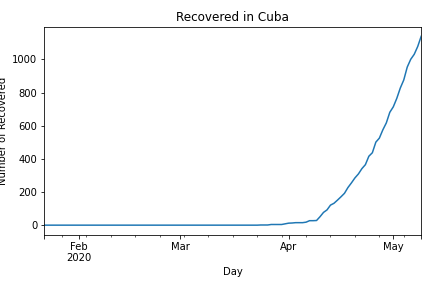 Recovered in Cuba
Number of Recovered
1000
800
600
400
200
0
Feb
2020
Mar
Apr
May
Day